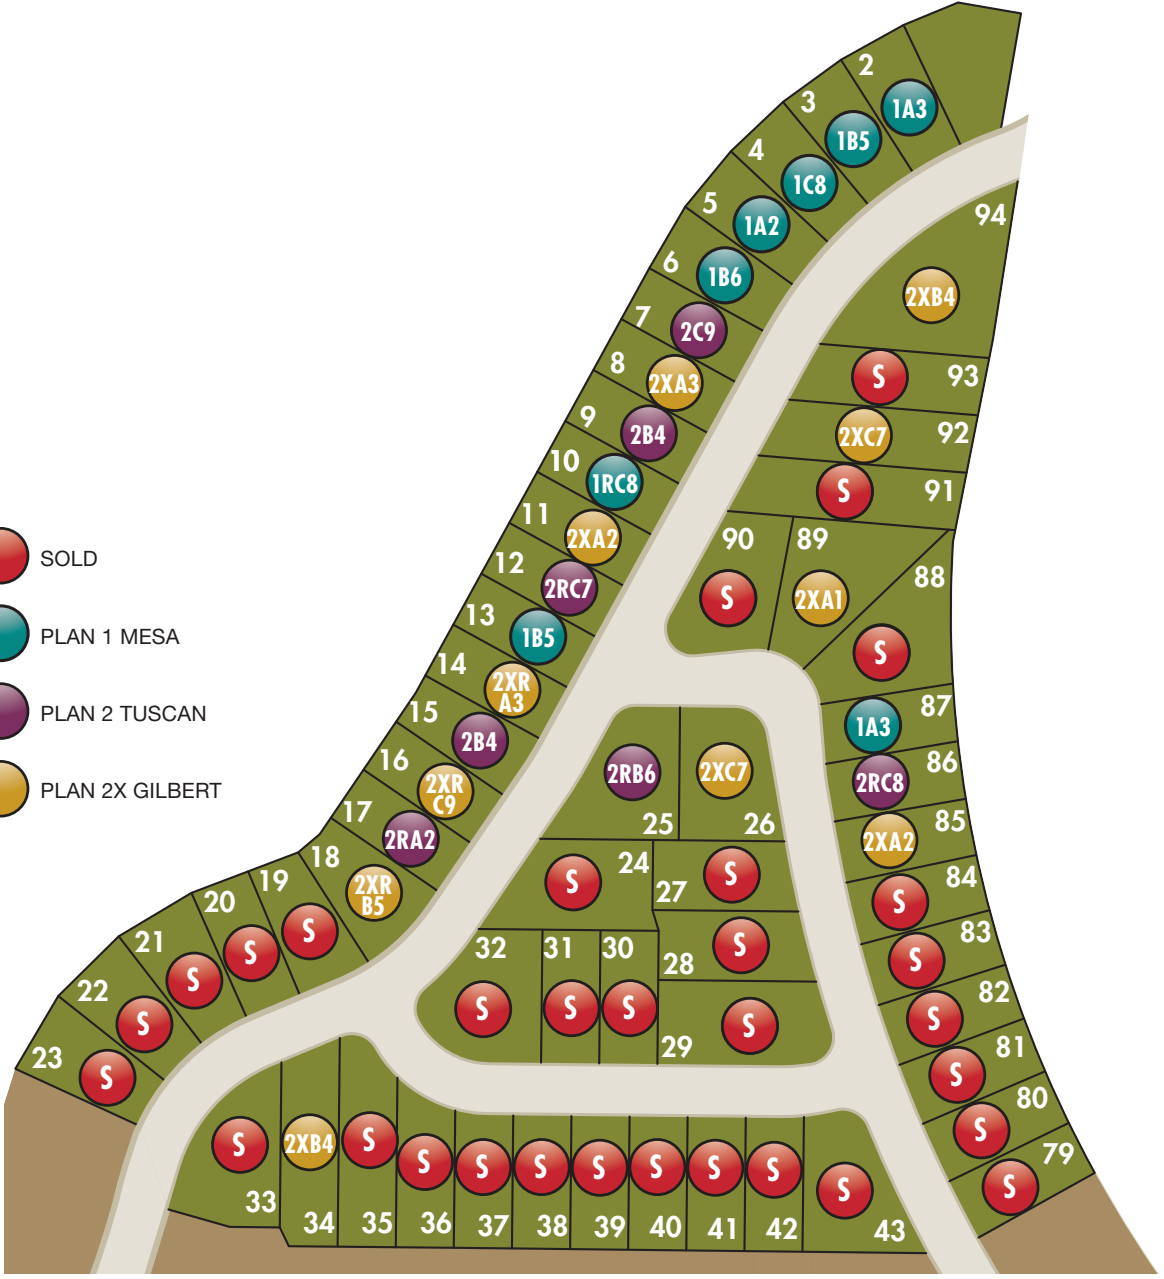 2
1A3
3
1B5
4
1C8
5
1A2
6
1B6
7
2C9
8
2XA3
9
2B4
10
1RC8
11
2XA2
12
2RC7
13
1B5
14
2XR
A3
15
2B4
16
2XR
C9
17
2RA2
18
2XR
B5
19
S
20
S
21
S
22
S
23
S
94
2XB4
S
93
2XC7
92
S
91
90
S
89
2XA1
88
S
87
1A3
86
2RC8
85
2XA2
84
S
83
S
82
S
81
S
80
S
79
S
SOLD
PLAN 1 MESA
PLAN 2 TUSCAN
PLAN 2X GILBERT
2RB6
25
2XC7
26
24
S
27
S
28
S
29
S
32
S
31
S
30
S
S
33
2XB4
34
S
35
S
36
S
37
S
38
S
39
S
40
S
41
S
42
S
43